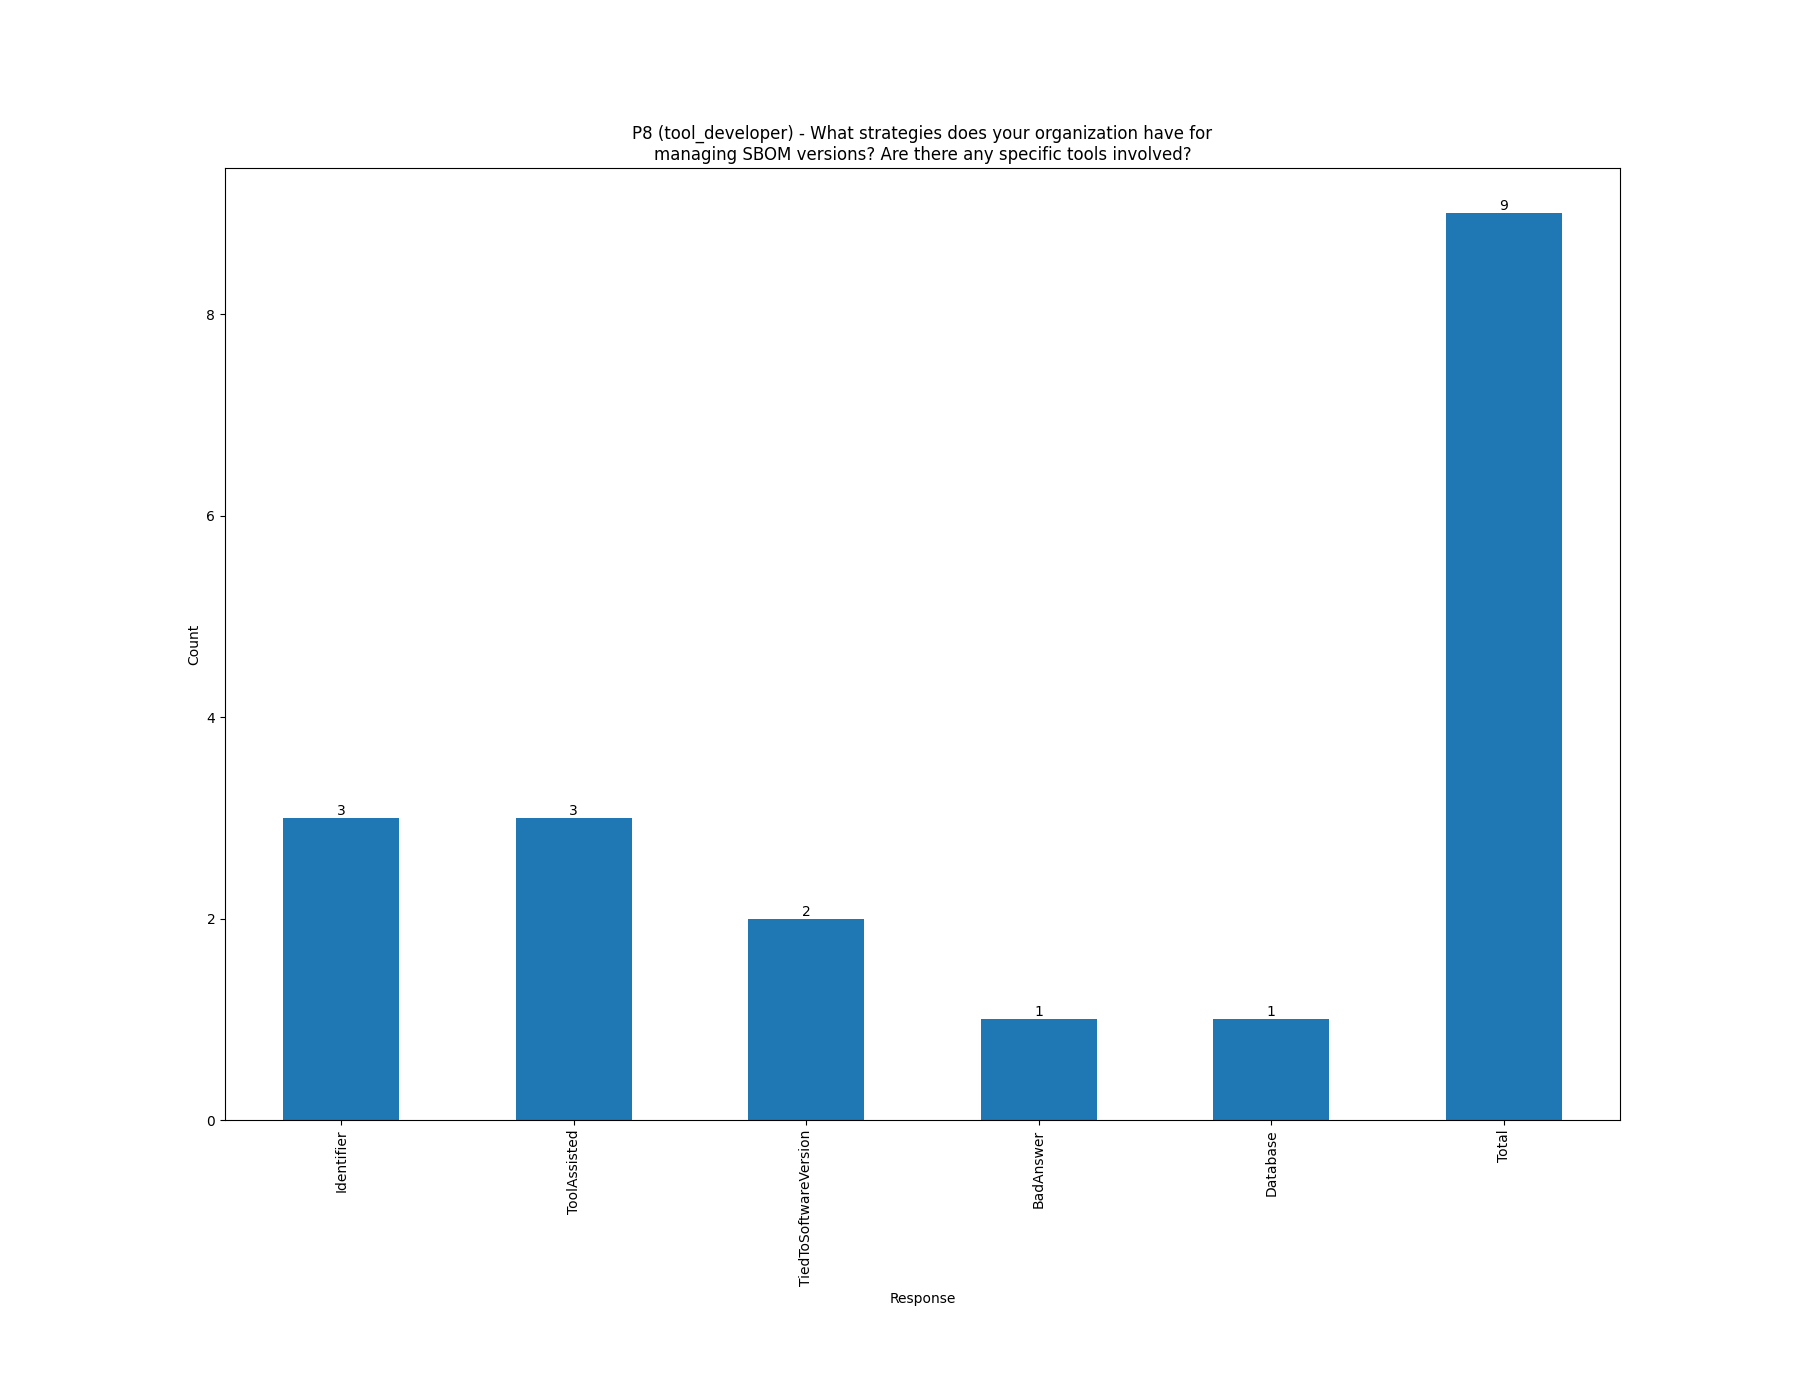 P8 (tool_developer) - What strategies does your organization have for
managing SBOM versions? Are there any specific tools involved?
Count
8
6
4
2
0
3
3
2
1
1
9
Identifier
ToolAssisted
TiedToSoftwareVersion
BadAnswer
Database
Total
Response